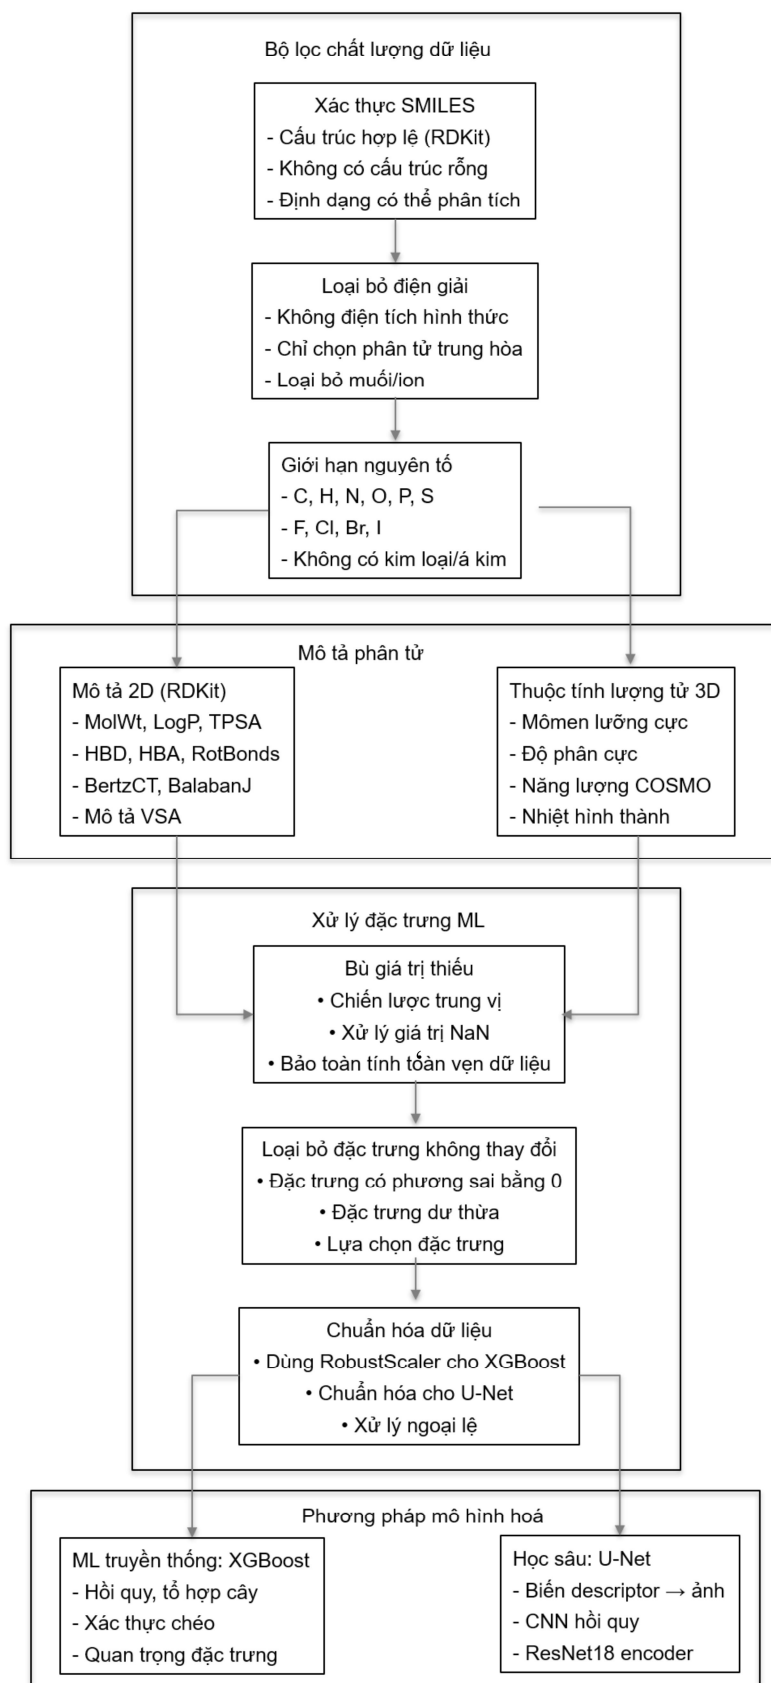 Bộ lọc chất lượng dữ liệu
Xác thực SMILES
- Cấu trúc hợp lệ (RDKit)
- Không có cấu trúc rỗng
- Định dạng có thể phân tích
Loại bỏ điện giải
- Không điện tích hình thức
- Chỉ chọn phân tử trung hòa
- Loại bỏ muối/ion
Giới hạn nguyên tố
- C, H, N, O, P, S
- F, Cl, Br, I
- Không có kim loại/á kim
Mô tả phân tử
Mô tả 2D (RDKit)
- MolWt, LogP, TPSA
- HBD, HBA, RotBonds
- BertzCT, BalabanJ
- Mô tả VSA
Thuộc tính lượng tử 3D
- Mômen lưỡng cực
- Độ phân cực
- Năng lượng COSMO
- Nhiệt hình thành
Xử lý đặc trưng ML
Bù giá trị thiếu
• Chiến lược trung vị
• Xử lý giá trị NaN
• Bảo toàn tính toàn vẹn dữ liệu
Loại bỏ đặc trưng không thay đổi
• Đặc trưng có phương sai bằng 0
• Đặc trưng dư thừa
• Lựa chọn đặc trưng
Chuẩn hóa dữ liệu
• Dùng RobustScaler cho XGBoost
• Chuẩn hóa cho U-Net
• Xử lý ngoại lệ
Phương pháp mô hình hoá
ML truyền thống: XGBoost
- Hồi quy, tổ hợp cây
- Xác thực chéo
- Quan trọng đặc trưng
Học sâu: U-Net
- Biến descriptor → ảnh
- CNN hồi quy
- ResNet18 encoder